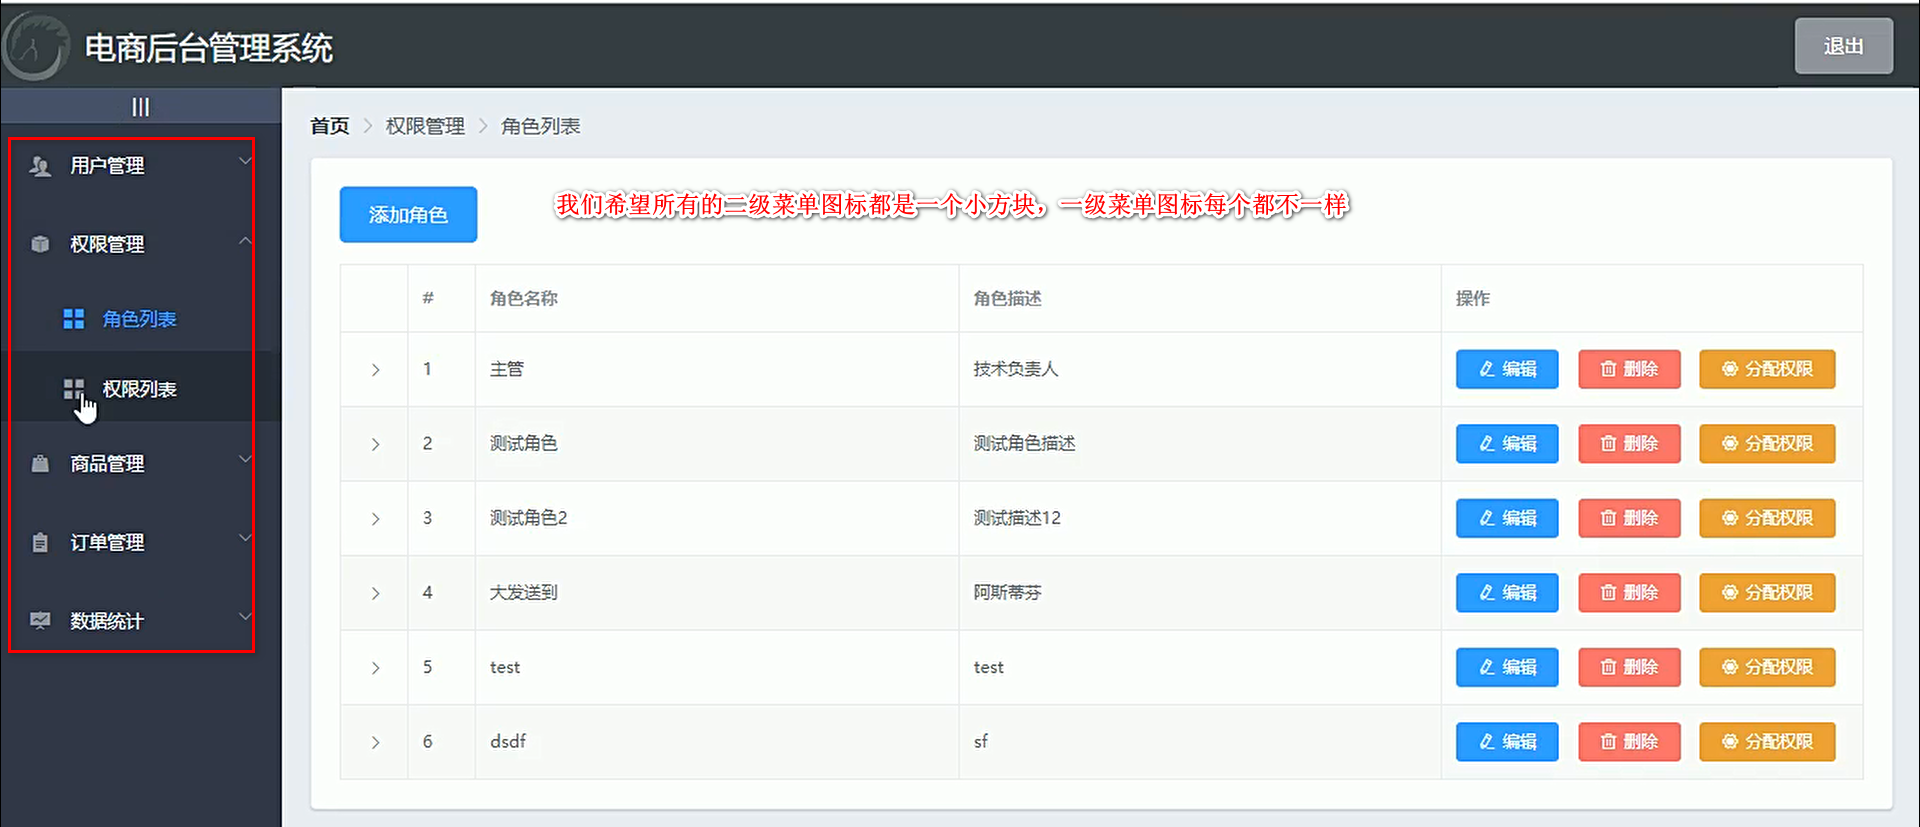 电商后台管理系统
退出
|||
用户管理
权限管理
角色列表
权限列表
商品管理
订单管理
数据统计
首页 > 权限管理 > 角色列表
添加角色
我们希望所有的二级菜单图标都是一个小方块，一级菜单图标每个都不一样
# 角色名称 角色描述 操作
1 主管 技术负责人 编辑 删除 分配权限
2 测试角色 测试角色描述 编辑 删除 分配权限
3 测试角色2 测试描述12 编辑 删除 分配权限
4 大发送到 阿斯蒂芬 编辑 删除 分配权限
5 test test 编辑 删除 分配权限
6 dsdf sf 编辑 删除 分配权限